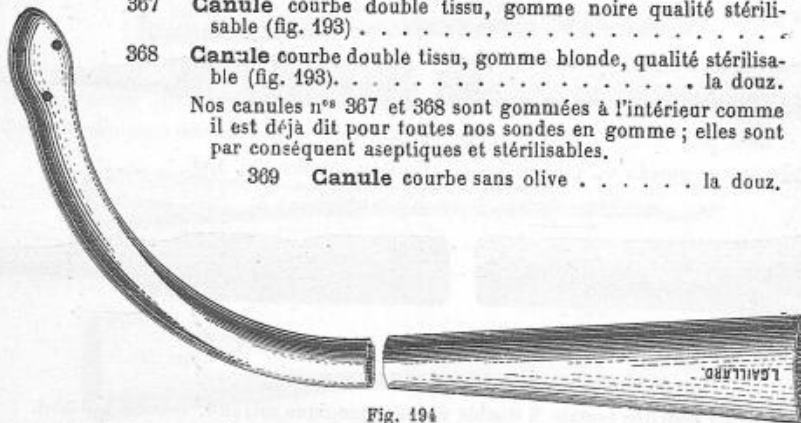 367 Canule courbe double tissu, gomme noire qualité stérili-
sable (fig. 193) . . . . . . . . . . . . . . . . . . . .
368 Canule courbe double tissu, gomme blonde, qualité stérilisa-
ble (fig. 193). . . . . . . . . . . . . . . . la douz.
Nos canules nos 367 et 368 sont gommées à l'intérieur comme
il est déjà dit pour toutes nos sondes en gomme ; elles sont
par conséquent aseptiques et stérilisables.
369 Canule courbe sans olive . . . . . . la douz.
L.GAILLARD.
Fig. 194